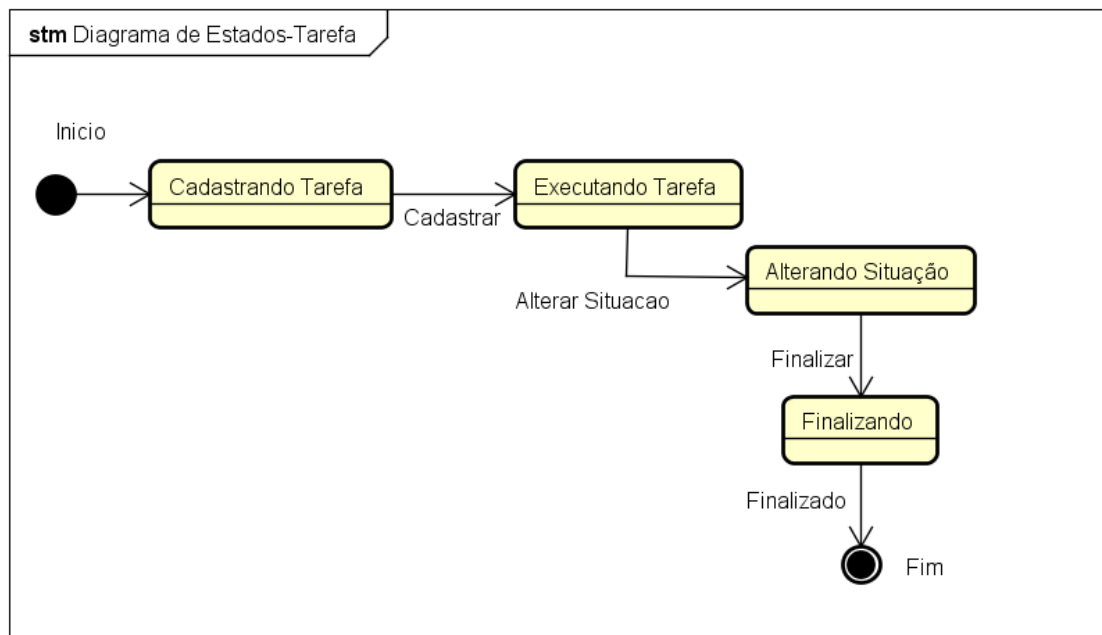 stm Diagrama de Estados-Tarefa
Inicio
Cadastrando Tarefa
Cadastrar
Executando Tarefa
Alterar Situacao
Alterando Situação
Finalizar
Finalizando
Finalizado
Fim